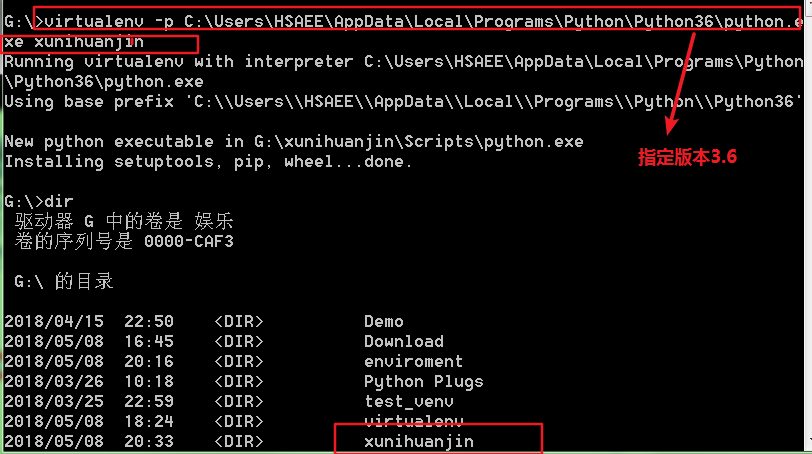 G:\>virtualenv -p C:\Users\HSAEE\AppData\Local\Programs\Python\Python36\python.e
xe xunihuanjin
Running virtualenv with interpreter C:\Users\HSAEE\AppData\Local\Programs\Python
\Python36\python.exe
Using base prefix 'C:\\Users\\HSAEE\\AppData\\Local\\Programs\\Python\\Python36'
New python executable in G:\xunihuanjin\Scripts\python.exe
指定版本3.6
Installing setuptools, pip, wheel...done.
G:\>dir
驱动器 G 中的卷是 娱乐
卷的序列号是 0000-CAF3
G:\ 的目录
2018/04/15 22:50 <DIR> Demo
2018/05/08 16:45 <DIR> Download
2018/05/08 20:16 <DIR> enviroment
2018/03/26 10:18 <DIR> Python Plugs
2018/03/25 22:59 <DIR> test_venv
2018/05/08 18:24 <DIR> virtualenv
2018/05/08 20:33 <DIR> xunihuanjin